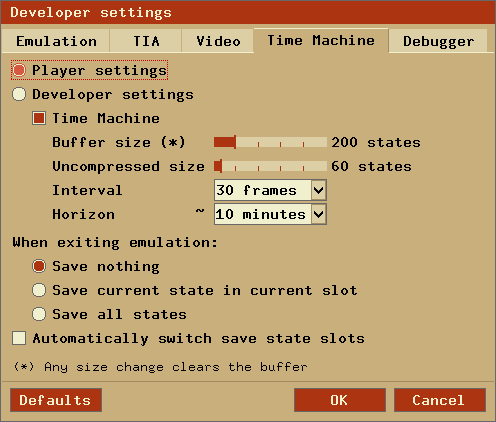 Developer settings
Emulation TIA Video Time Machine Debugger
Player settings
Developer settings
Time Machine
Buffer size (*) 200 states
Uncompressed size 60 states
Interval 30 frames
Horizon ~ 10 minutes
When exiting emulation:
Save nothing
Save current state in current slot
Save all states
Automatically switch save state slots
(*) Any size change clears the buffer
Defaults OK Cancel